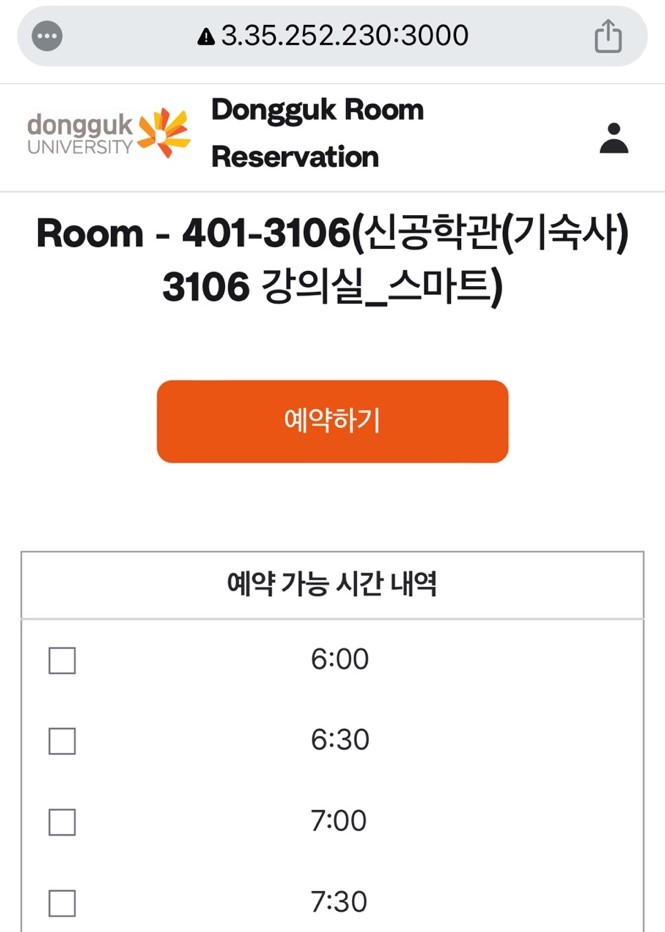 3.35.252.230:3000
dongguk
UNIVERSITY
Dongguk Room
Reservation
Room - 401-3106(신공학관(기숙사)
3106 강의실_스마트)
예약하기
예약 가능 시간 내역
6:00
6:30
7:00
7:30